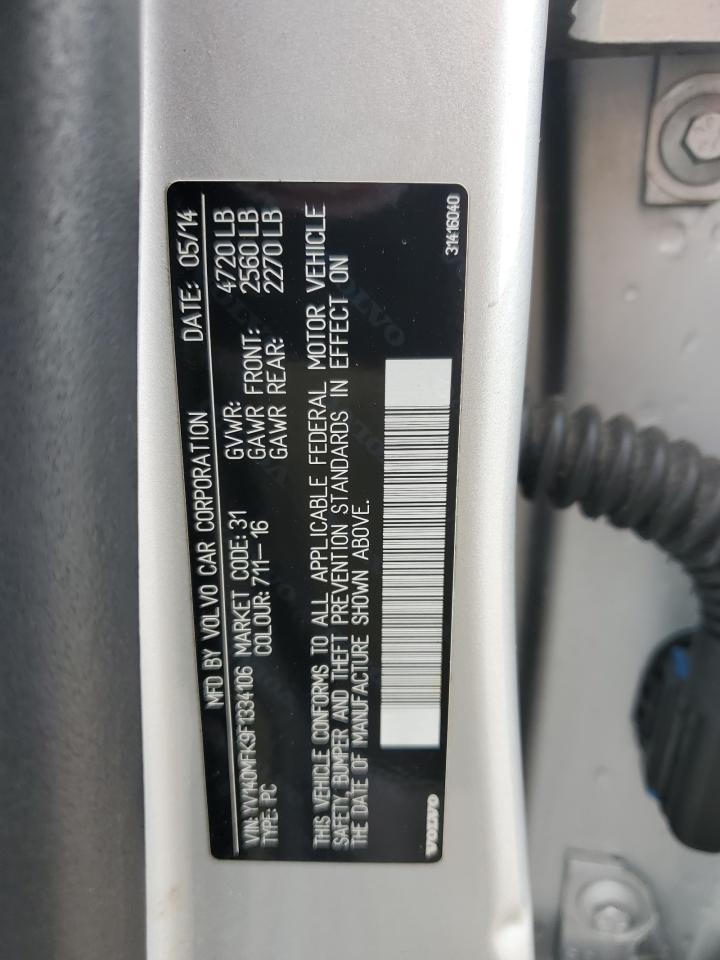 MFD BY VOLVO CAR CORPORATION DATE: 05/14
VIN: YV140MFK9F1334106 MARKET CODE: 31 GVWR: 4720 LB
TYPE: PC COLOUR: 711-16 GAWR FRONT: 2560 LB
GAWR REAR: 2270 LB
THIS VEHICLE CONFORMS TO ALL APPLICABLE FEDERAL MOTOR VEHICLE
SAFETY, BUMPER AND THEFT PREVENTION STANDARDS IN EFFECT ON
THE DATE OF MANUFACTURE SHOWN ABOVE.
VOLVO 31416040